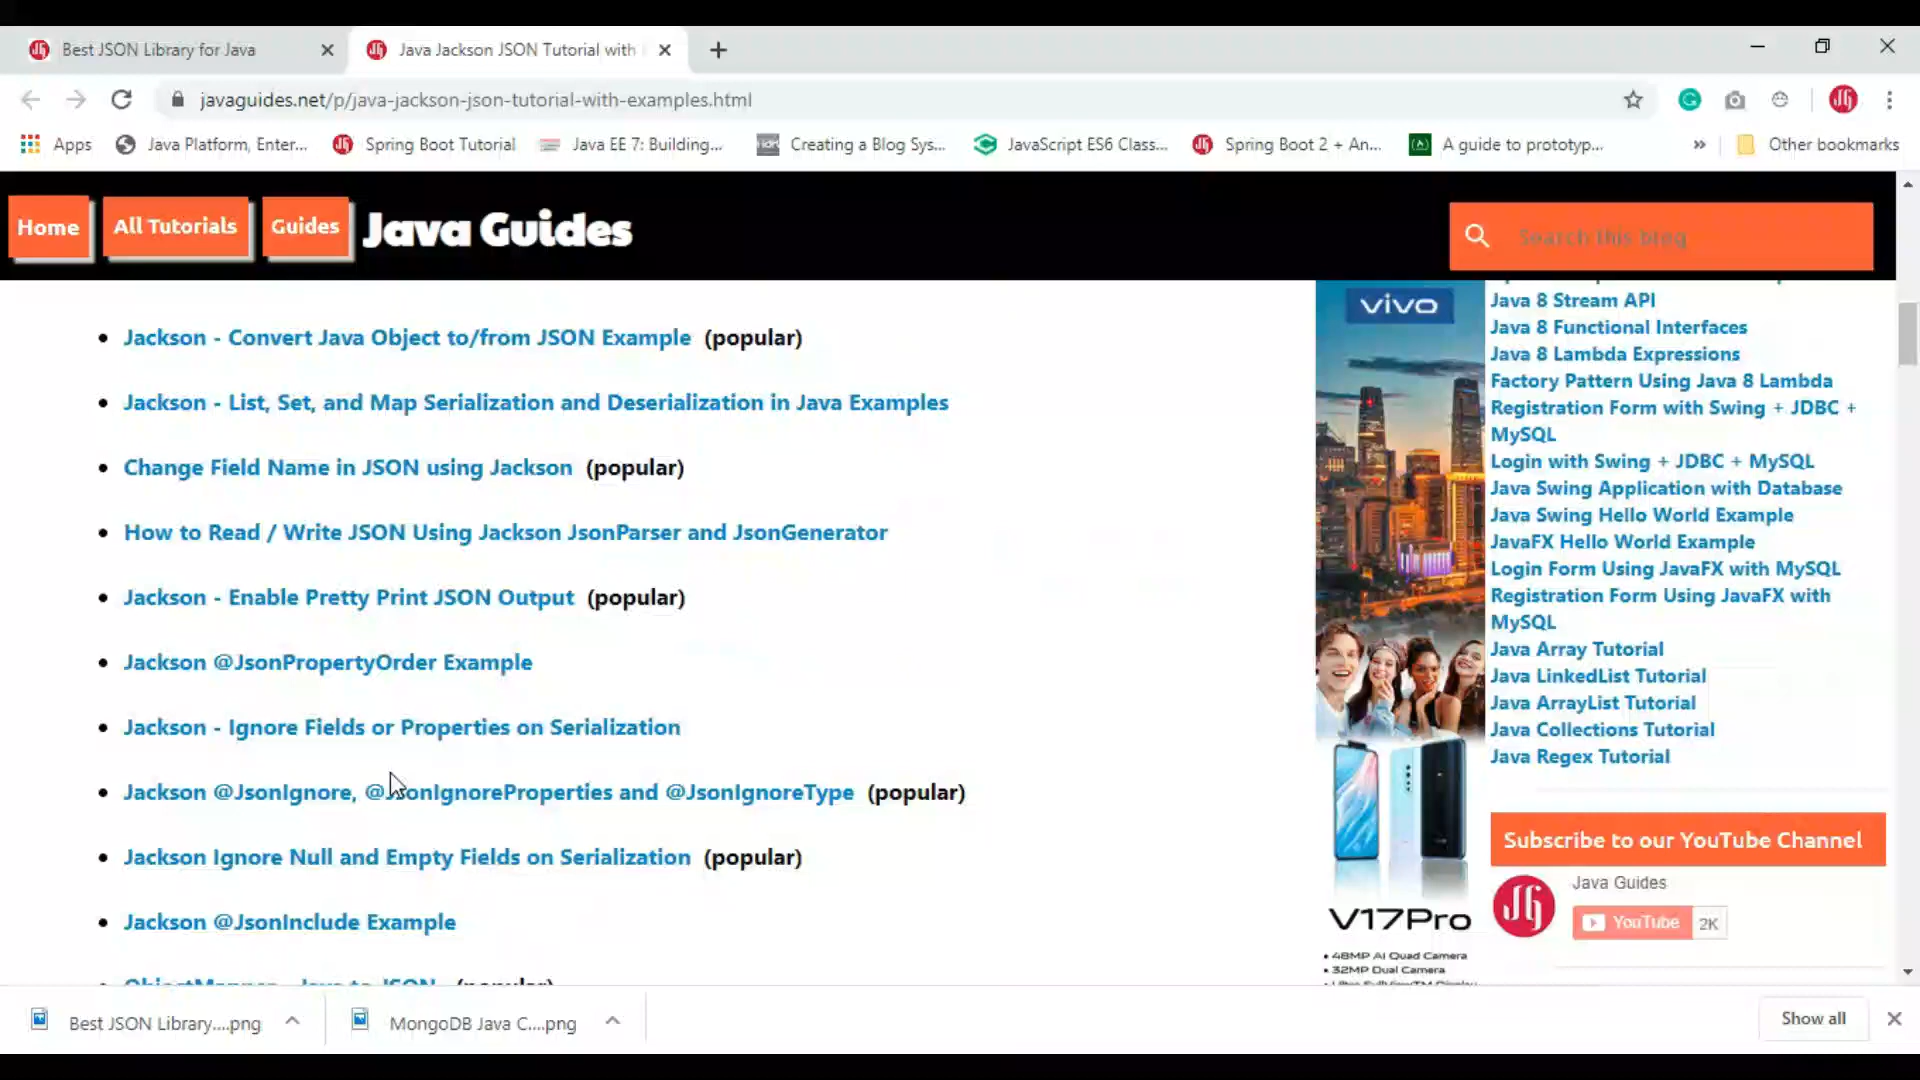 Best JSON Library for Java
Java Jackson JSON Tutorial with
javaguides.net/p/java-jackson-json-tutorial-with-examples.html
Apps
Java Platform, Enter...
Spring Boot Tutorial
Java EE 7: Building...
Creating a Blog Sys...
JavaScript ES6 Class...
Spring Boot 2 + An...
A guide to prototyp...
»
Other bookmarks
Home
All Tutorials
Guides
Java Guides
Search this blog
• Jackson - Convert Java Object to/from JSON Example (popular)
• Jackson - List, Set, and Map Serialization and Deserialization in Java Examples
• Change Field Name in JSON using Jackson (popular)
• How to Read / Write JSON Using Jackson JsonParser and JsonGenerator
• Jackson - Enable Pretty Print JSON Output (popular)
• Jackson @JsonPropertyOrder Example
• Jackson - Ignore Fields or Properties on Serialization
• Jackson @JsonIgnore, @JsonIgnoreProperties and @JsonIgnoreType (popular)
• Jackson Ignore Null and Empty Fields on Serialization (popular)
• Jackson @JsonInclude Example
• ObjectMapper - Java to JSON (popular)
vivo
V17Pro
• 48MP AI Quad Camera
• 32MP Dual Camera
Java 8 Stream API
Java 8 Functional Interfaces
Java 8 Lambda Expressions
Factory Pattern Using Java 8 Lambda
Registration Form with Swing + JDBC +
MySQL
Login with Swing + JDBC + MySQL
Java Swing Application with Database
Java Swing Hello World Example
JavaFX Hello World Example
Login Form Using JavaFX with MySQL
Registration Form Using JavaFX with
MySQL
Java Array Tutorial
Java LinkedList Tutorial
Java ArrayList Tutorial
Java Collections Tutorial
Java Regex Tutorial
Subscribe to our YouTube Channel
JG
Java Guides
YouTube 2K
Best JSON Library....png
MongoDB Java C....png
Show all